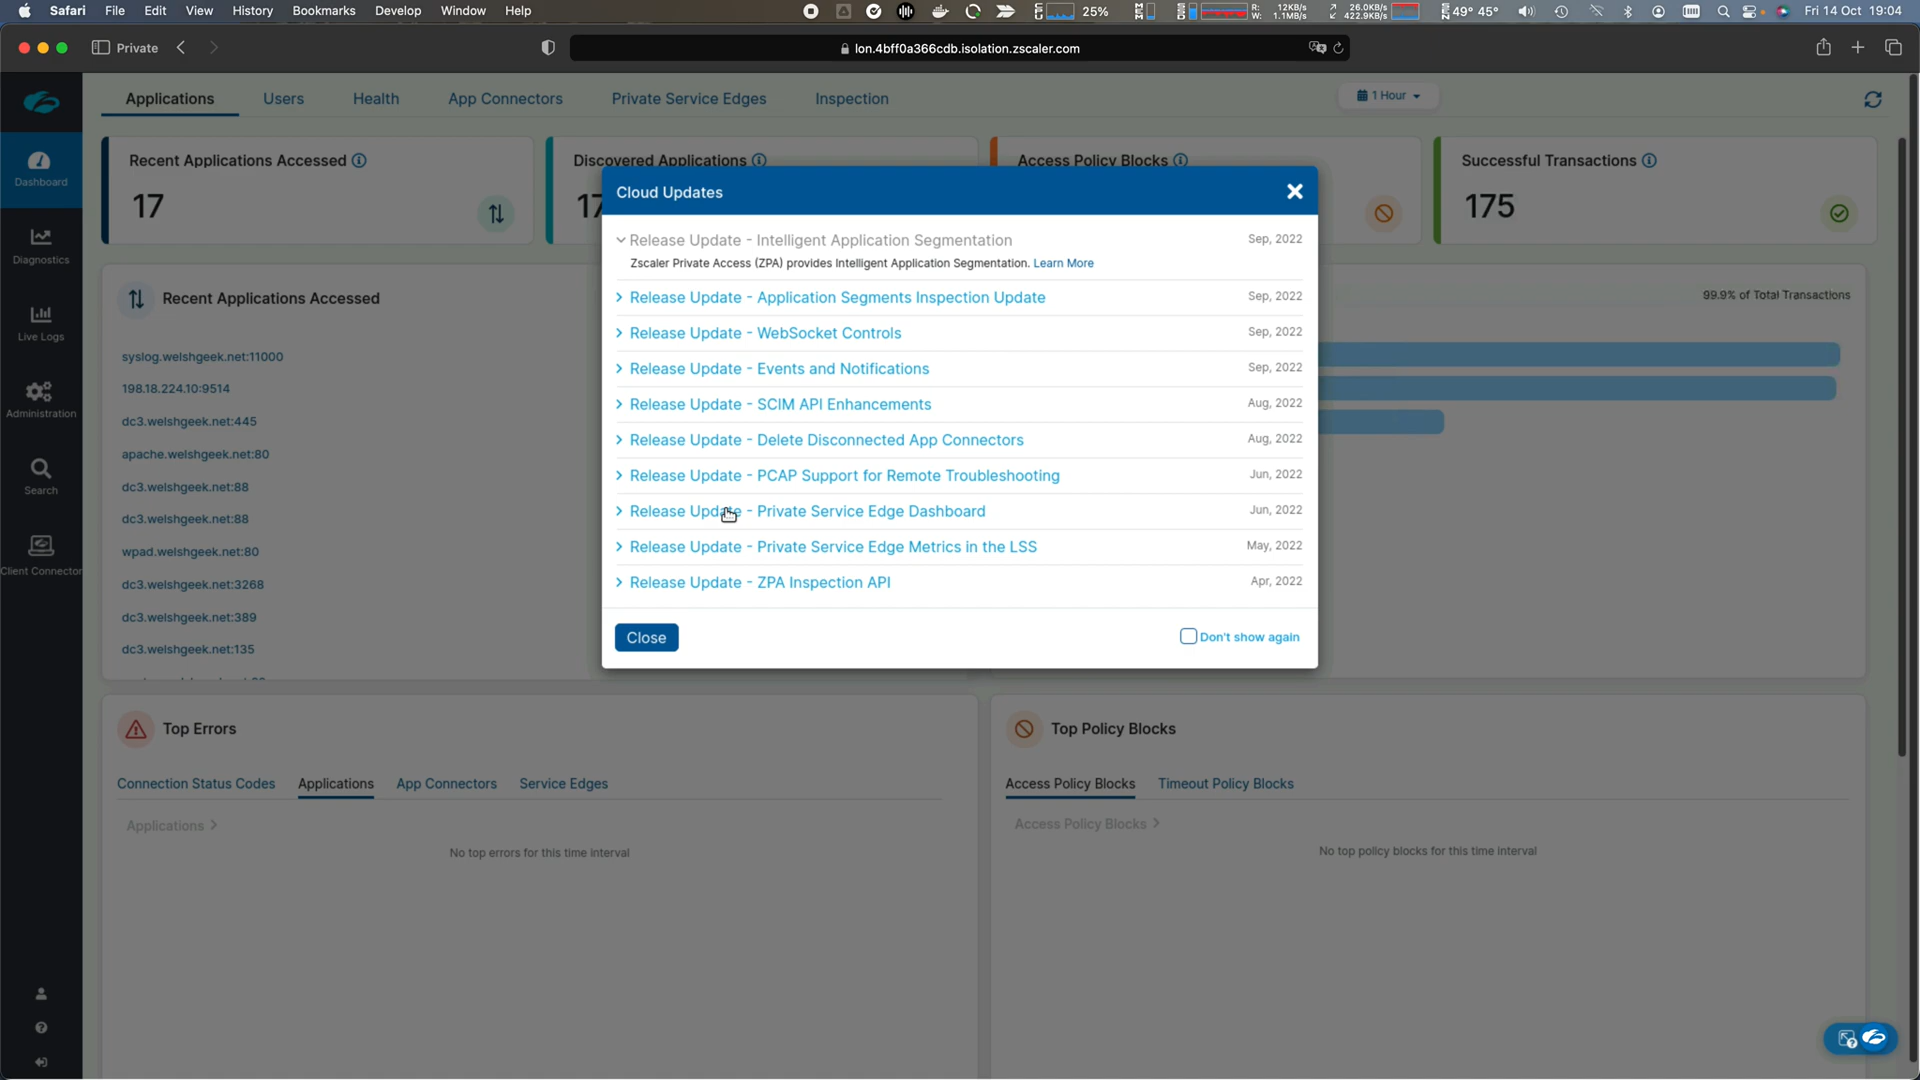 Safari File Edit View History Bookmarks Develop Window Help 25% R: 12KB/s W: 1.1MB/s 26.0KB/s 422.9KB/s 49° 45° Fri 14 Oct 19:04
Private lon.4bff0a366cdb.isolation.zscaler.com
Applications Users Health App Connectors Private Service Edges Inspection 1 Hour
Dashboard
Diagnostics
Live Logs
Administration
Search
Client Connector
Recent Applications Accessed
17
Discovered Applications
17
Access Policy Blocks
Successful Transactions
175
Recent Applications Accessed
99.9% of Total Transactions
syslog.welshgeek.net:11000
198.18.224.10:9514
dc3.welshgeek.net:445
apache.welshgeek.net:80
dc3.welshgeek.net:88
dc3.welshgeek.net:88
wpad.welshgeek.net:80
dc3.welshgeek.net:3268
dc3.welshgeek.net:389
dc3.welshgeek.net:135
Cloud Updates
Release Update - Intelligent Application Segmentation Sep, 2022
Zscaler Private Access (ZPA) provides Intelligent Application Segmentation. Learn More
Release Update - Application Segments Inspection Update Sep, 2022
Release Update - WebSocket Controls Sep, 2022
Release Update - Events and Notifications Sep, 2022
Release Update - SCIM API Enhancements Aug, 2022
Release Update - Delete Disconnected App Connectors Aug, 2022
Release Update - PCAP Support for Remote Troubleshooting Jun, 2022
Release Update - Private Service Edge Dashboard Jun, 2022
Release Update - Private Service Edge Metrics in the LSS May, 2022
Release Update - ZPA Inspection API Apr, 2022
Close Don't show again
Top Errors
Connection Status Codes Applications App Connectors Service Edges
Applications >
No top errors for this time interval
Top Policy Blocks
Access Policy Blocks Timeout Policy Blocks
Access Policy Blocks >
No top policy blocks for this time interval